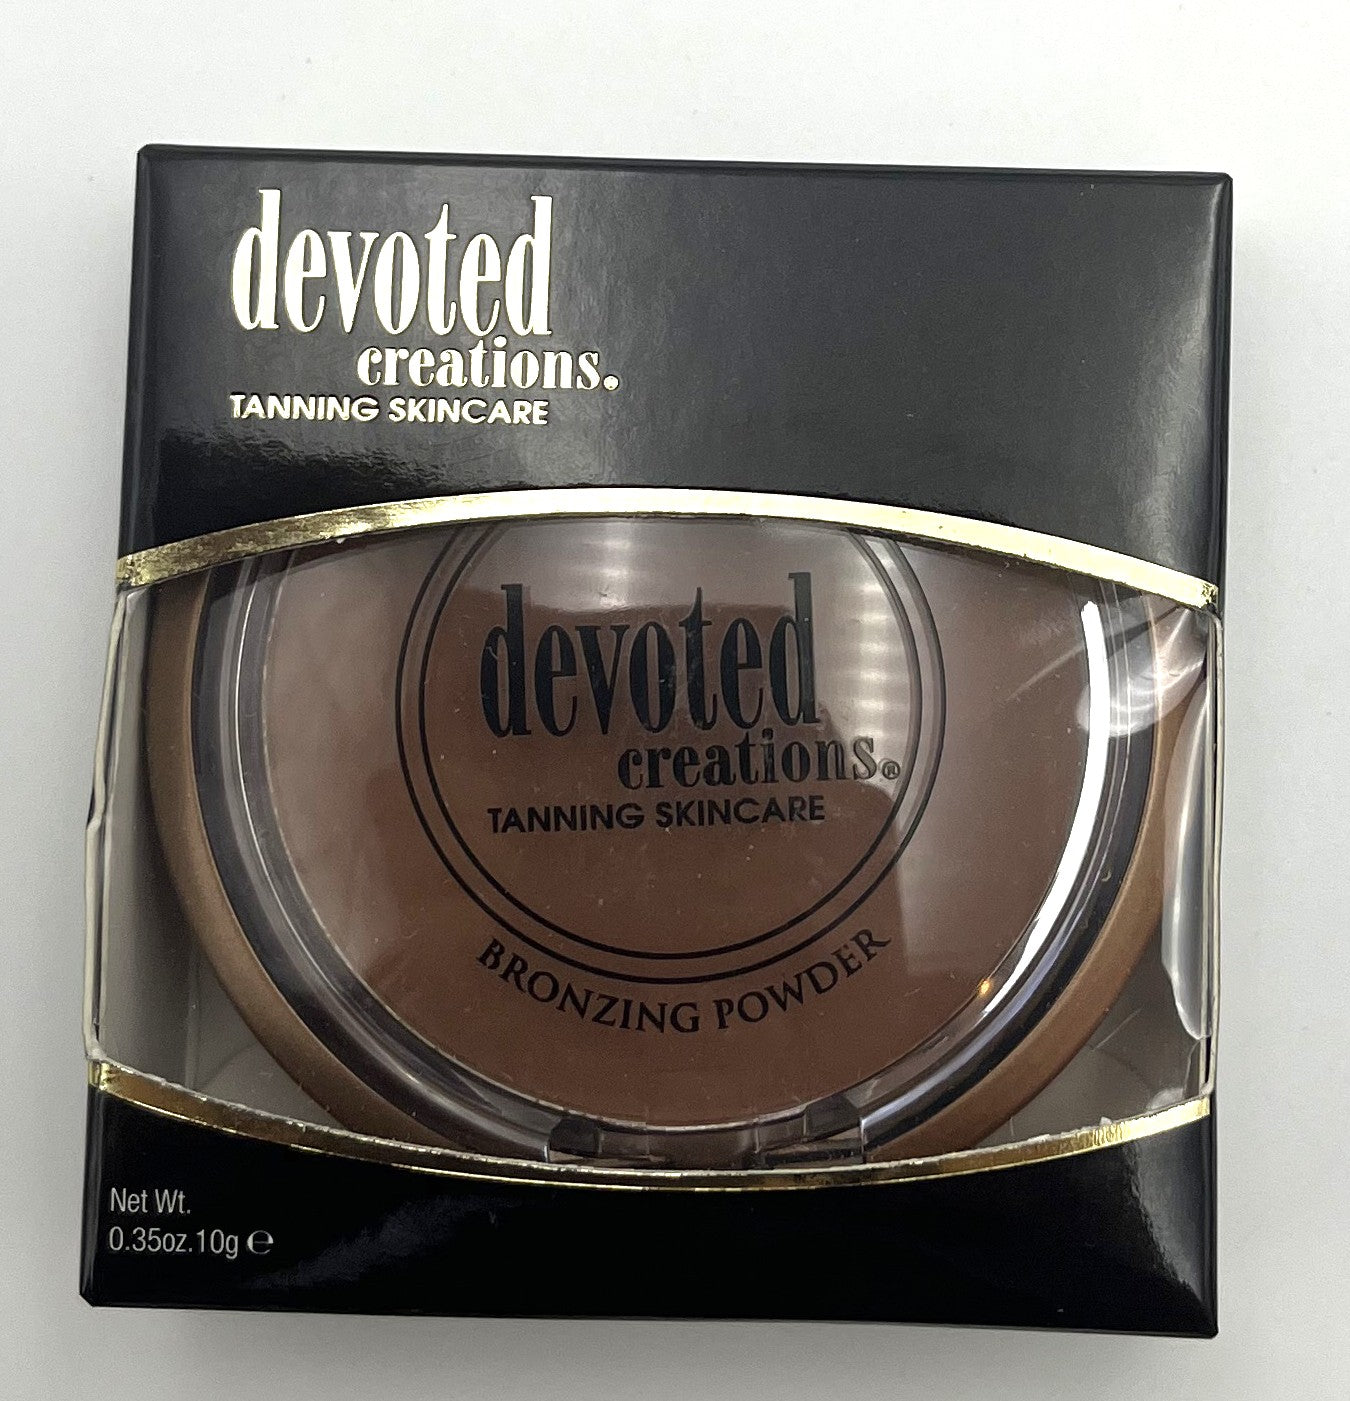 devoted
creations®
TANNING SKINCARE
devoted
creations®
TANNING SKINCARE
BRONZING POWDER
Net Wt.
0.35oz.10g ℮